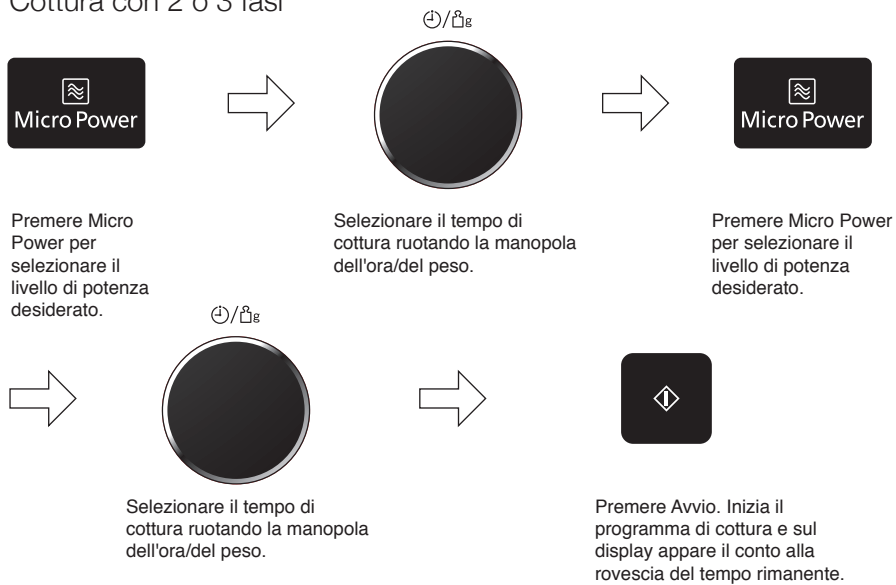 Cottura con 2 o 3 fasi
/ g
Micro Power
Micro Power
Premere Micro
Power per
selezionare il
livello di potenza
desiderato.
Selezionare il tempo di
cottura ruotando la manopola
dell'ora/del peso.
Premere Micro Power
per selezionare il
livello di potenza
desiderato.
/ g
Selezionare il tempo di
cottura ruotando la manopola
dell'ora/del peso.
Premere Avvio. Inizia il
programma di cottura e sul
display appare il conto alla
rovescia del tempo rimanente.